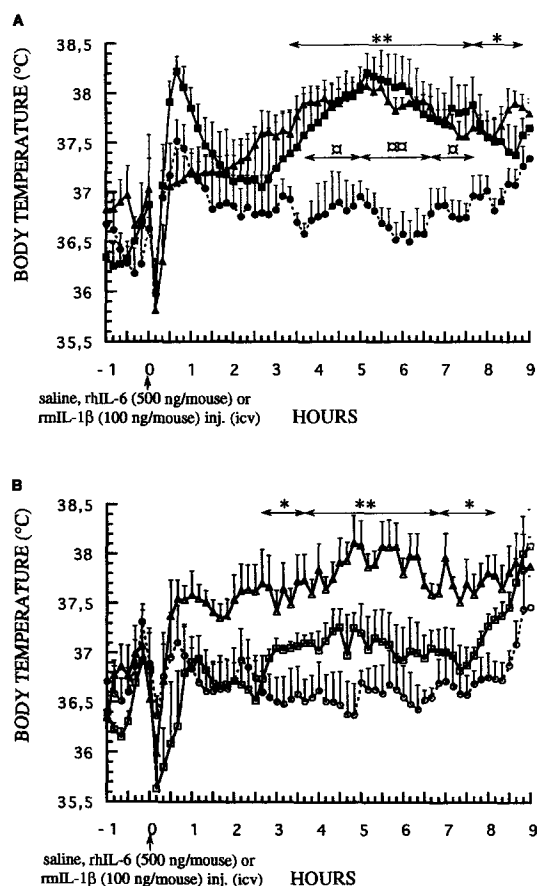 A
BODY TEMPERATURE (°C)
38,5
38
37,5
37
36,5
36
35,5
** *
¤ ¤¤ ¤
-1 0 1 2 3 4 5 6 7 8 9
saline, rhIL-6 (500 ng/mouse) or
rmIL-1β (100 ng/mouse) inj. (icv) HOURS
B
BODY TEMPERATURE (°C)
38,5
38
37,5
37
36,5
36
35,5
* ** *
-1 0 1 2 3 4 5 6 7 8 9
saline, rhIL-6 (500 ng/mouse) or
rmIL-1β (100 ng/mouse) inj. (icv) HOURS